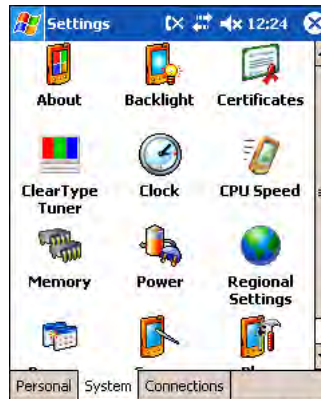 Settings 12:24
About Backlight Certificates
ClearType Tuner Clock CPU Speed
Memory Power Regional Settings
Personal System Connections